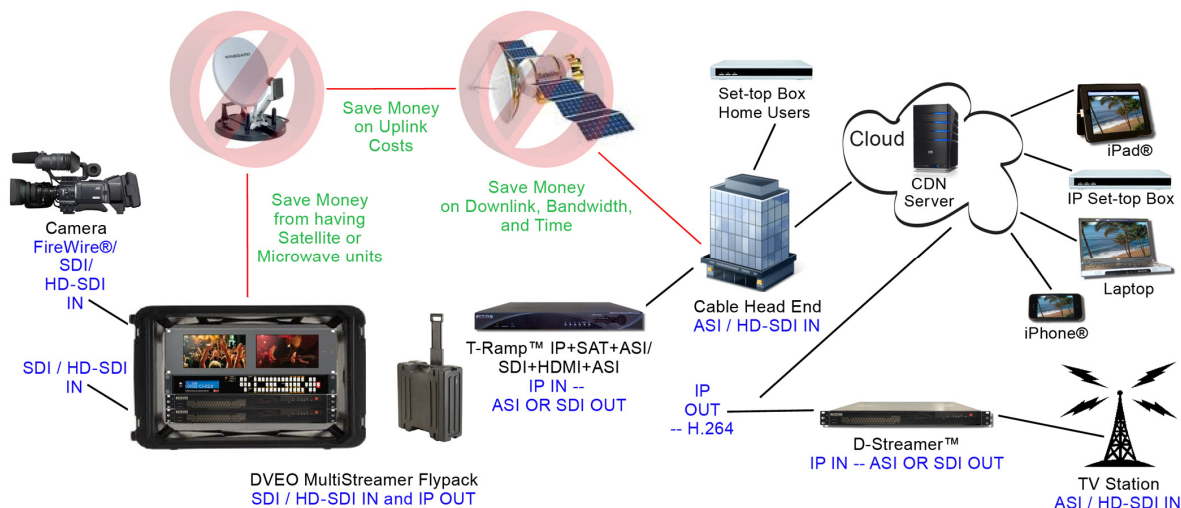 WINEGARD
Save Money
on Uplink
Costs
Save Money
from having
Satellite or
Microwave units
Save Money
on Downlink, Bandwidth,
and Time
Set-top Box
Home Users
Cloud
CDN
Server
iPad®
IP Set-top Box
Laptop
iPhone®
Camera
FireWire®/
SDI/
HD-SDI
IN
SDI / HD-SDI
IN
DVEO MultiStreamer Flypack
SDI / HD-SDI IN and IP OUT
T-Ramp™ IP+SAT+ASI/
SDI+HDMI+ASI
IP IN --
ASI OR SDI OUT
Cable Head End
ASI / HD-SDI IN
IP
OUT
-- H.264
D-Streamer™
IP IN -- ASI OR SDI OUT
TV Station
ASI / HD-SDI IN